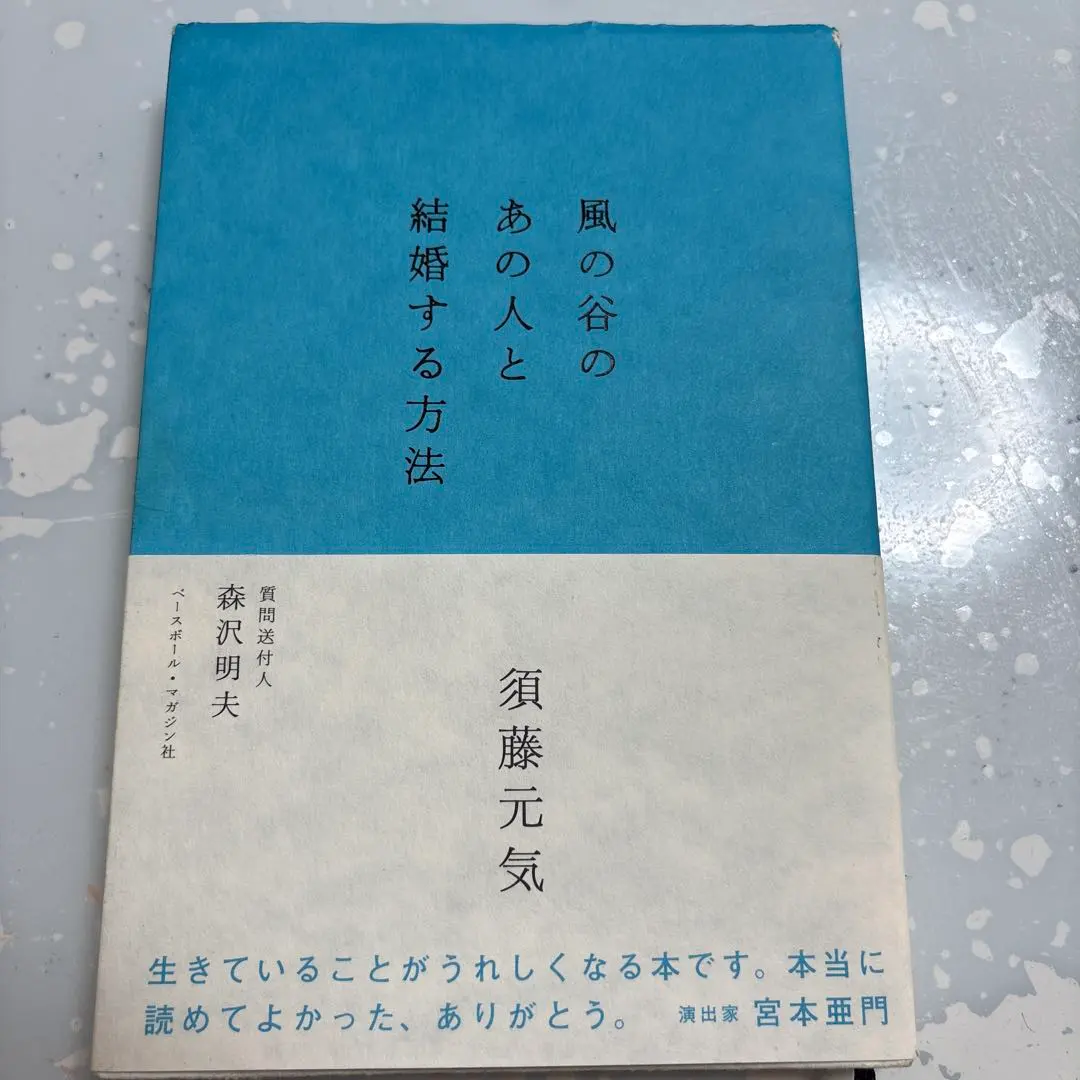 風の谷の
あの人と
結婚する方法
須藤元気
質問送付人
森沢明夫
ベースボール・マガジン社
生きていることがうれしくなる本です。本当に
読めてよかった、ありがとう。 演出家 宮本亜門